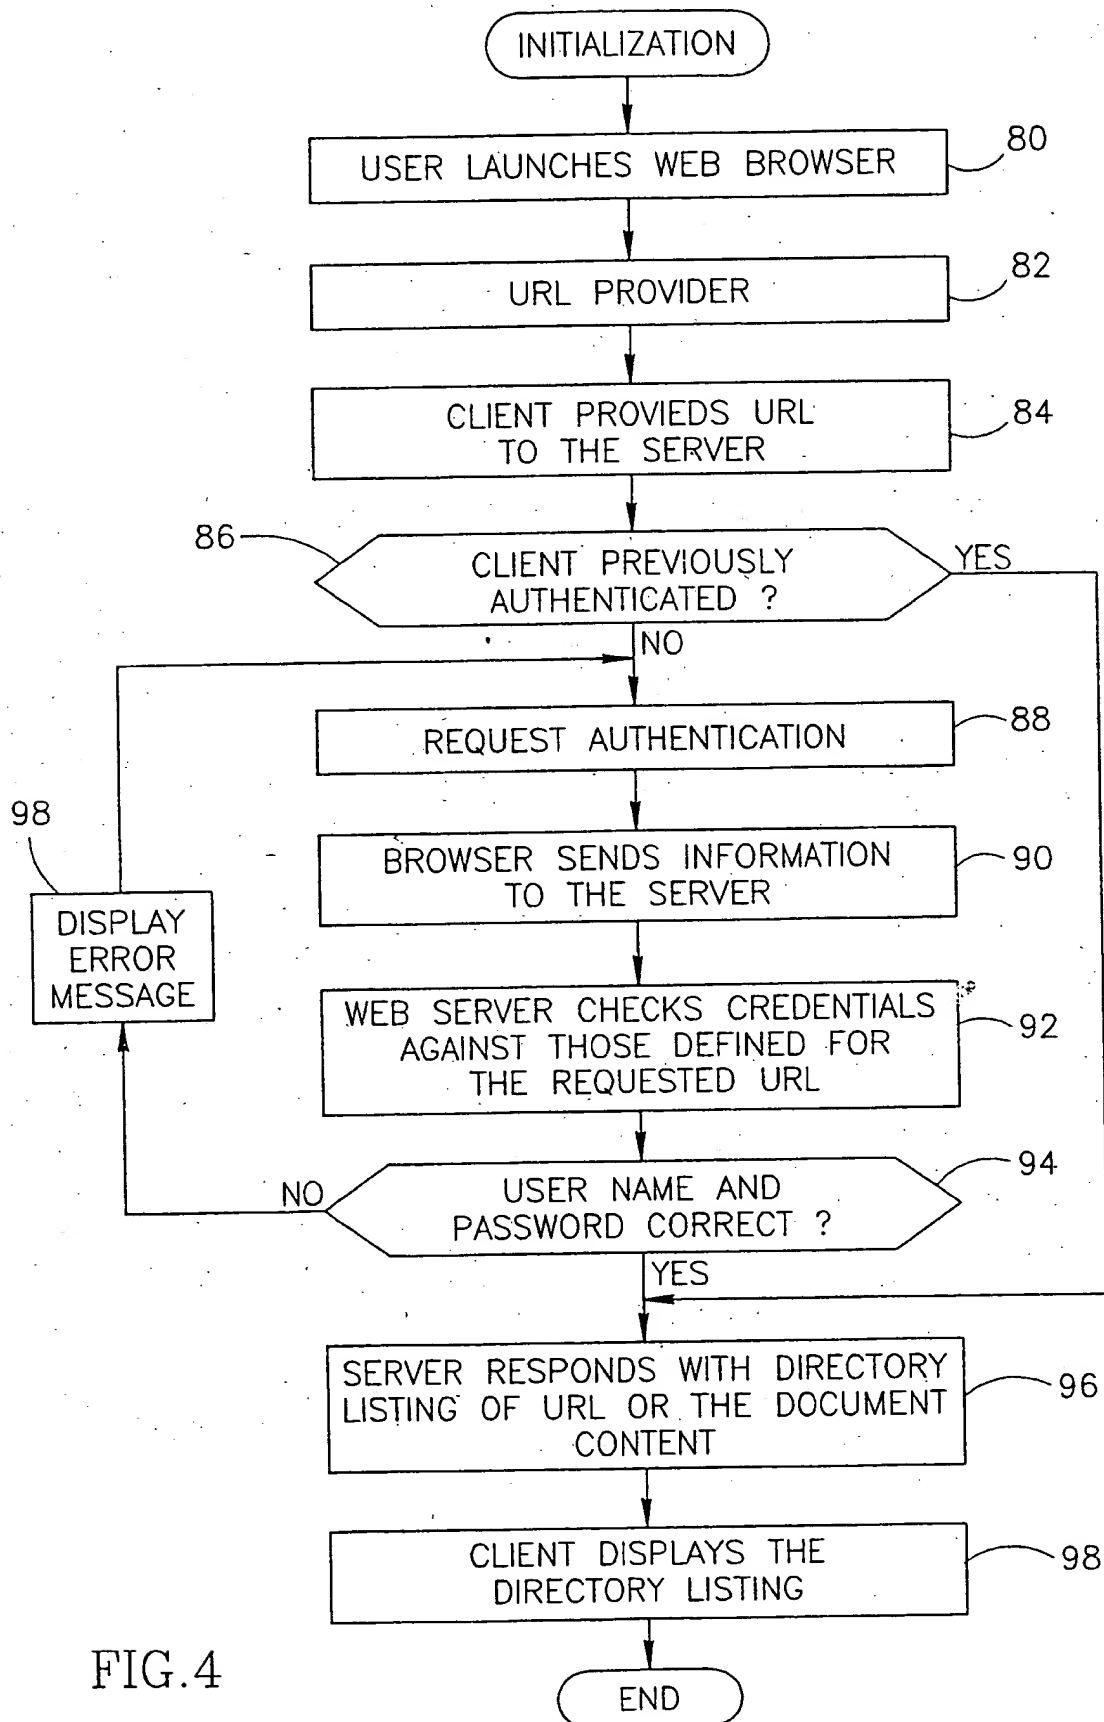 INITIALIZATION
USER LAUNCHES WEB BROWSER
80
URL PROVIDER
82
CLIENT PROVIEDS URL
TO THE SERVER
84
86
CLIENT PREVIOUSLY
AUTHENTICATED ?
YES
NO
REQUEST AUTHENTICATION
88
98
DISPLAY
ERROR
MESSAGE
BROWSER SENDS INFORMATION
TO THE SERVER
90
WEB SERVER CHECKS CREDENTIALS
AGAINST THOSE DEFINED FOR
THE REQUESTED URL
92
NO
USER NAME AND
PASSWORD CORRECT ?
94
YES
SERVER RESPONDS WITH DIRECTORY
LISTING OF URL OR THE DOCUMENT
CONTENT
96
CLIENT DISPLAYS THE
DIRECTORY LISTING
98
FIG.4
END